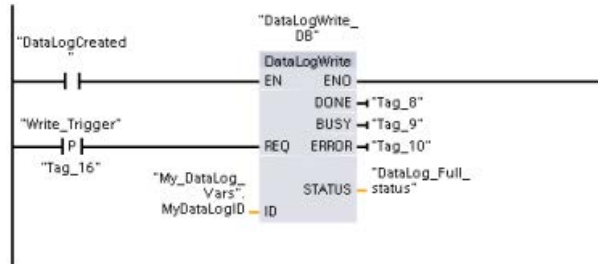 "DataLogWrite_
DB"
"DataLogCreated
"
DataLogWrite
EN ENO
DONE "Tag_8"
"Write_Trigger" BUSY "Tag_9"
P REQ ERROR "Tag_10"
"Tag_16"
"My_DataLog_
Vars".
MyDataLogID ID
STATUS "DataLog_Full_
status"